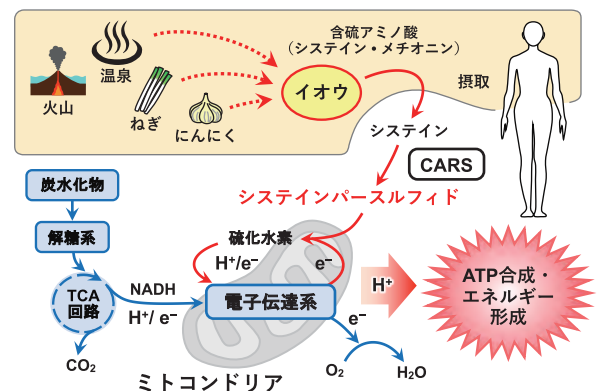 含硫アミノ酸
（システイン・メチオニン）
温泉
火山
ねぎ
にんにく
イオウ
摂取
システイン
CARS
システインパースルフィド
炭水化物
解糖系
TCA
回路
CO₂
NADH
H⁺/ e⁻
硫化水素
H⁺/e⁻
e⁻
電子伝達系
ミトコンドリア
e⁻
O₂
H₂O
H⁺
ATP合成・
エネルギー
形成